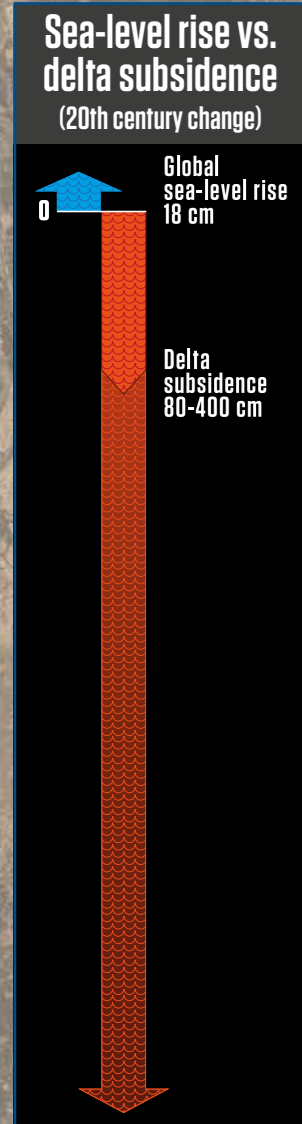 Sea-level rise vs.
delta subsidence
(20th century change)
Global
sea-level rise
18 cm
0
Delta
subsidence
80-400 cm